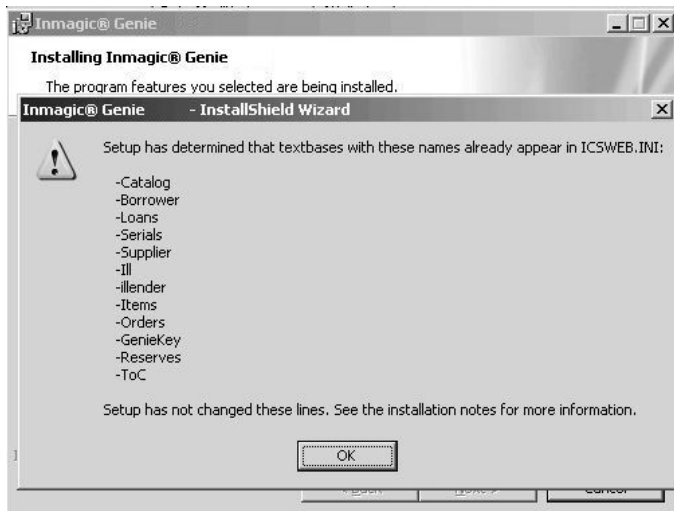 Inmagic® Genie
Installing Inmagic® Genie
The program features you selected are being installed.
Inmagic® Genie - InstallShield Wizard
Setup has determined that textbases with these names already appear in ICSWEB.INI:
-Catalog
-Borrower
-Loans
-Serials
-Supplier
-Ill
-illender
-Items
-Orders
-GenieKey
-Reserves
-ToC
Setup has not changed these lines. See the installation notes for more information.
OK
< Back Next > Cancel